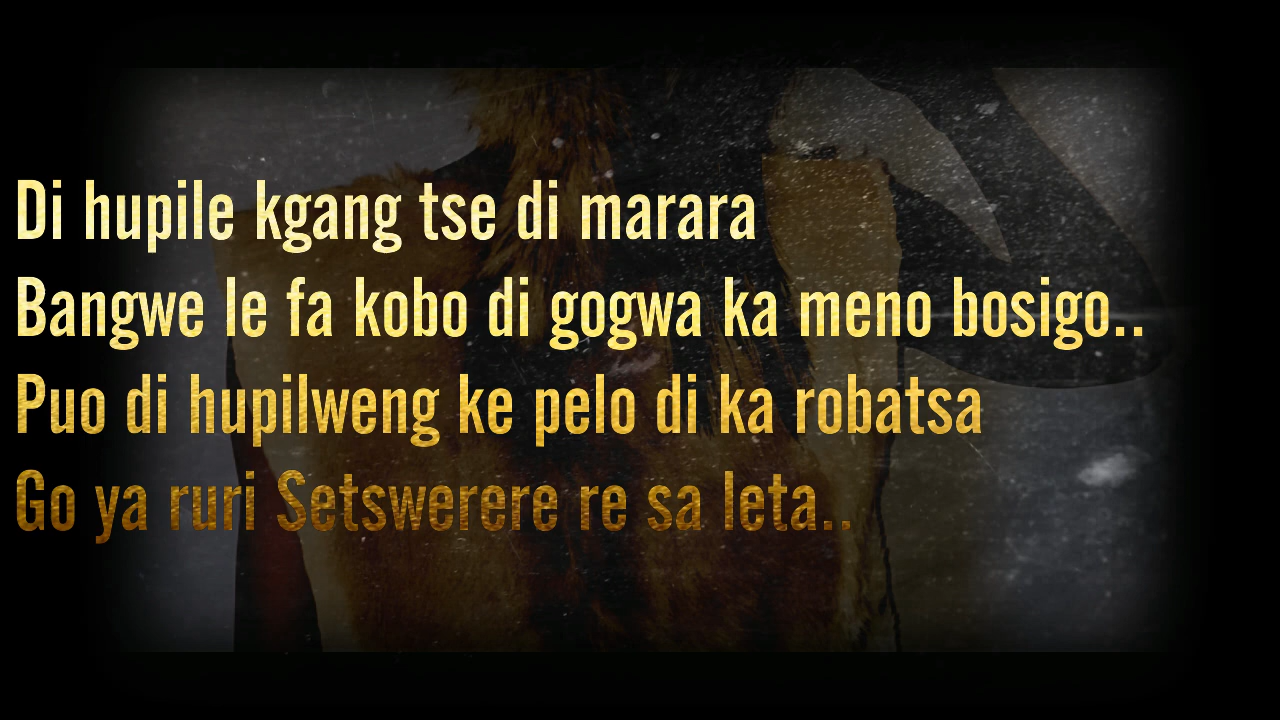 Di hupile kgang tse di marara
Bangwe le fa kobo di gogwa ka meno bosigo..
Puo di hupilweng ke pelo di ka robatsa
Go ya ruri Setswerere re sa leta..